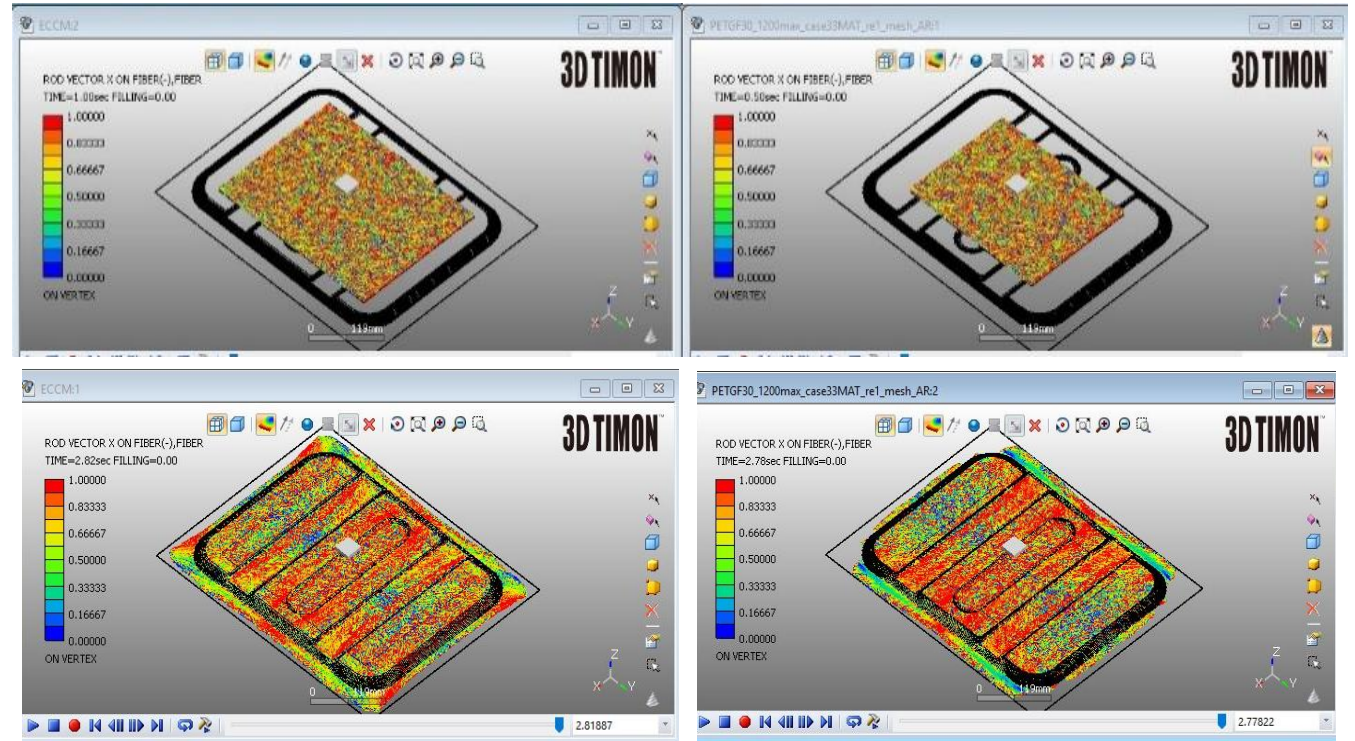 ECCM:2
3D TIMON™
ROD VECTOR X ON FIBER(-),FIBER
TIME=1.00sec FILLING=0.00
1.00000
0.83333
0.66667
0.50000
0.33333
0.16667
0.00000
ON VERTEX
0 119mm
Z
X Y
PETGF30_1200max_case33MAT_re1_mesh_AR:1
3D TIMON™
ROD VECTOR X ON FIBER(-),FIBER
TIME=0.50sec FILLING=0.00
1.00000
0.83333
0.66667
0.50000
0.33333
0.16667
0.00000
ON VERTEX
0 119mm
Z
X Y
ECCM:1
3D TIMON™
ROD VECTOR X ON FIBER(-),FIBER
TIME=2.82sec FILLING=0.00
1.00000
0.83333
0.66667
0.50000
0.33333
0.16667
0.00000
ON VERTEX
0 119mm
Z
X Y
2.81887
PETGF30_1200max_case33MAT_re1_mesh_AR:2
3D TIMON™
ROD VECTOR X ON FIBER(-),FIBER
TIME=2.78sec FILLING=0.00
1.00000
0.83333
0.66667
0.50000
0.33333
0.16667
0.00000
ON VERTEX
0 119mm
Z
X Y
2.77822